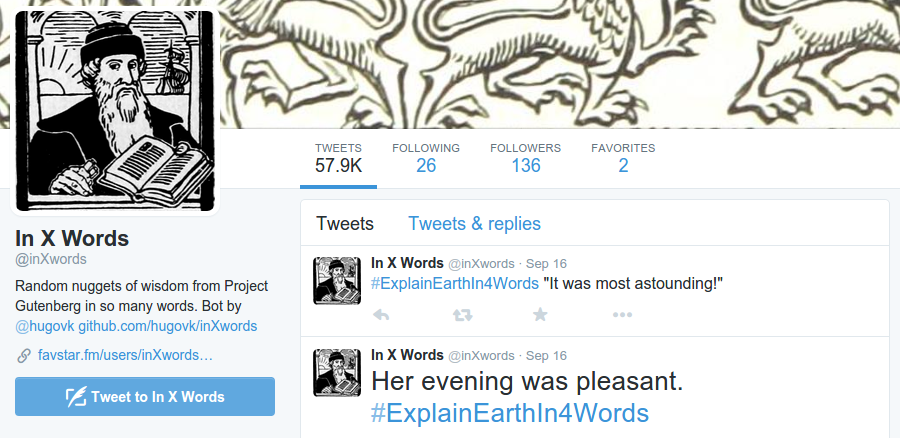 TWEETS
57.9K
FOLLOWING
26
FOLLOWERS
136
FAVORITES
2
In X Words
@inXwords
Random nuggets of wisdom from Project
Gutenberg in so many words. Bot by
@hugovk github.com/hugovk/inXwords
favstar.fm/users/inXwords…
Tweet to In X Words
Tweets Tweets & replies
In X Words @inXwords · Sep 16
#ExplainEarthIn4Words "It was most astounding!"
In X Words @inXwords · Sep 16
Her evening was pleasant.
#ExplainEarthIn4Words